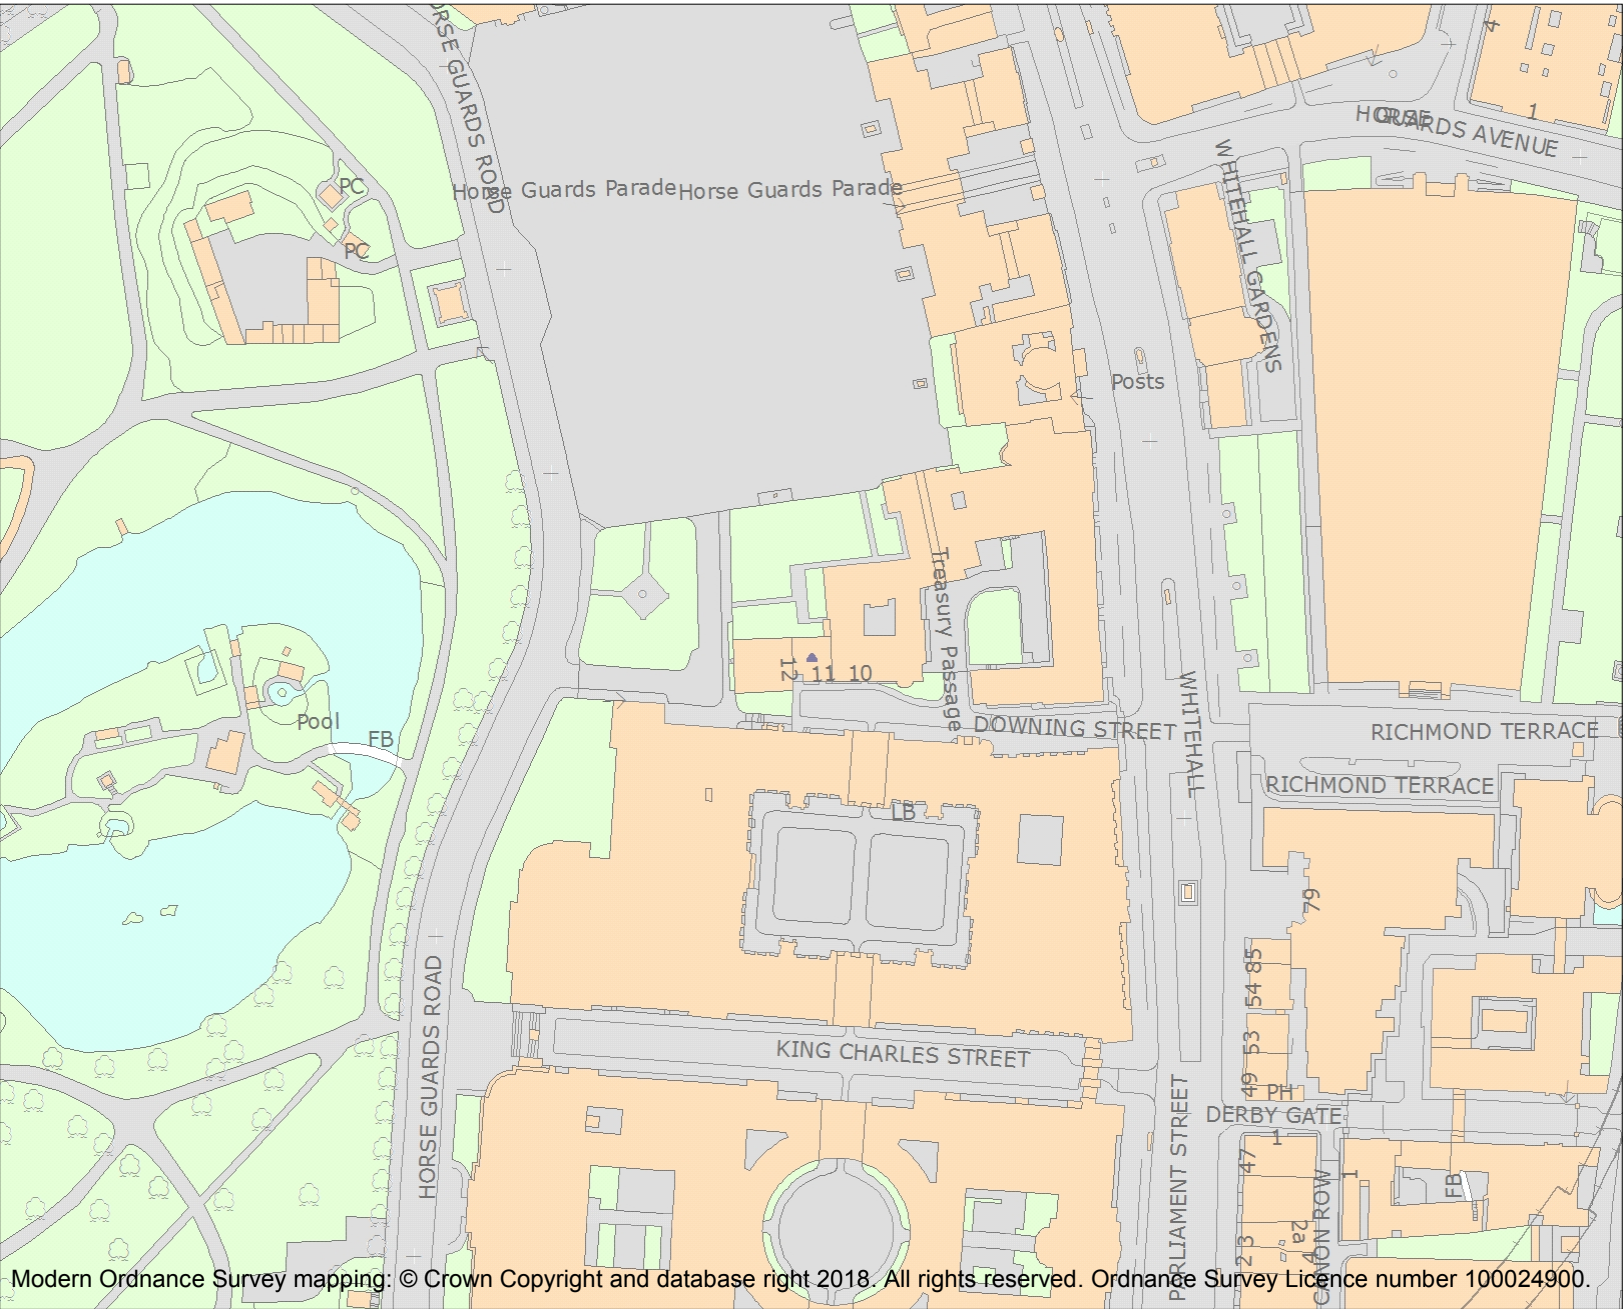 HORSE GUARDS ROAD
4
1
HORSE
GUARDS AVENUE
PC
Horse Guards Parade
Horse Guards Parade
WHITEHALL GARDENS
PC
Posts
Treasury Passage
12
11
10
WHITEHALL
Pool
FB
DOWNING STREET
RICHMOND TERRACE
RICHMOND TERRACE
LB
79
85
54
HORSE GUARDS ROAD
KING CHARLES STREET
53
49
PH
DERBY GATE
PARLIAMENT STREET
1
47
CANON ROW
1
FB
2a
3
2
4
Modern Ordnance Survey mapping: © Crown Copyright and database right 2018. All rights reserved. Ordnance Survey Licence number 100024900.